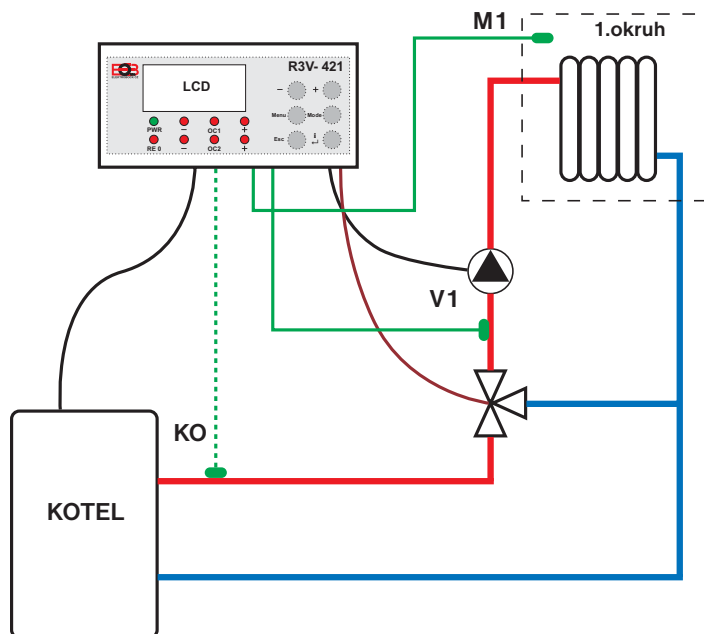 M1
1.okruh
R3V- 421
LCD
− +
Menu Mode
PWR − OC1 +
Esc i
RE 0 − OC2 +
V1
KO
KOTEL